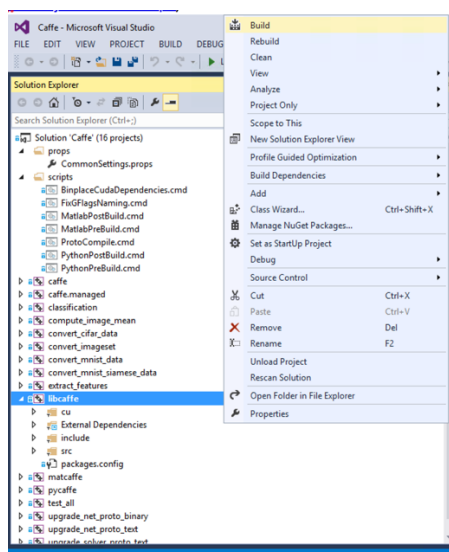 Caffe - Microsoft Visual Studio
FILE EDIT VIEW PROJECT BUILD DEBUG
Solution Explorer
Search Solution Explorer (Ctrl+;)
Solution 'Caffe' (16 projects)
props
CommonSettings.props
scripts
BinplaceCudaDependencies.cmd
FixGFlagsNaming.cmd
MatlabPostBuild.cmd
MatlabPreBuild.cmd
ProtoCompile.cmd
PythonPostBuild.cmd
PythonPreBuild.cmd
caffe
caffe.managed
classification
compute_image_mean
convert_cifar_data
convert_imageset
convert_mnist_data
convert_mnist_siamese_data
extract_features
libcaffe
cu
External Dependencies
include
src
packages.config
matcaffe
pycaffe
test_all
upgrade_net_proto_binary
upgrade_net_proto_text
upgrade_solver_proto_text
Build
Rebuild
Clean
View
Analyze
Project Only
Scope to This
New Solution Explorer View
Profile Guided Optimization
Build Dependencies
Add
Class Wizard... Ctrl+Shift+X
Manage NuGet Packages...
Set as StartUp Project
Debug
Source Control
Cut Ctrl+X
Paste Ctrl+V
Remove Del
Rename F2
Unload Project
Rescan Solution
Open Folder in File Explorer
Properties